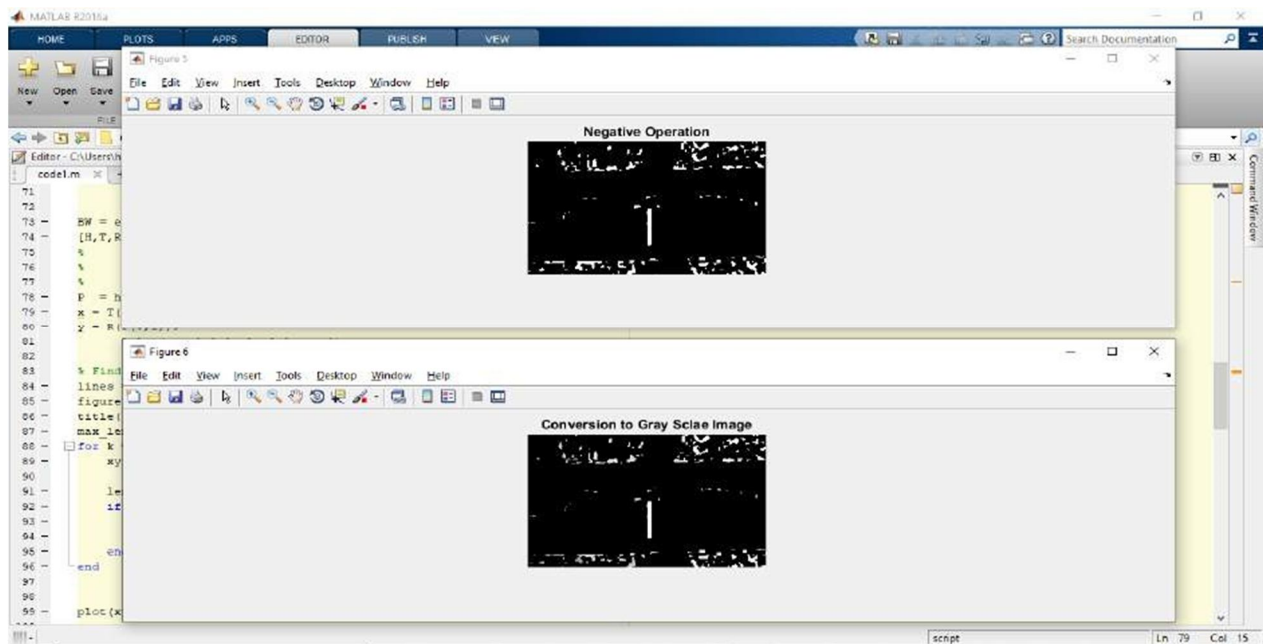 MATLAB R2016a
HOME PLOTS APPS EDITOR PUBLISH VIEW Search Documentation
New Open Save
FILE
Figure 5
File Edit View Insert Tools Desktop Window Help
Negative Operation
Editor - C:\Users\h
code1.m
Command Window
71
72
73 - BW = e
74 - [H,T,R
75 %
76 %
77 %
78 - P = h
79 - x = T(
80 - y = R(
81
82
83 % Find
84 - lines
85 - figure
86 - title(
87 - max_le
88 - for k
89 - xy
90
91 - le
92 - if
93 -
94 -
95 - en
96 - end
97
98
99 - plot(x
Figure 6
File Edit View Insert Tools Desktop Window Help
Conversion to Gray Sclae Image
script Ln 79 Col 15